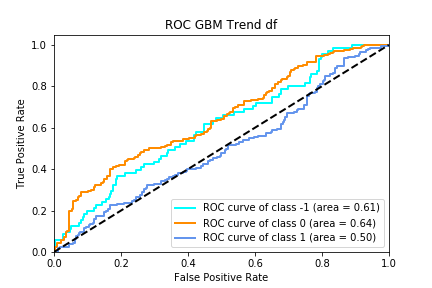 ROC GBM Trend df
True Positive Rate
1.0
0.8
0.6
0.4
0.2
0.0
ROC curve of class -1 (area = 0.61)
ROC curve of class 0 (area = 0.64)
ROC curve of class 1 (area = 0.50)
0.0 0.2 0.4 0.6 0.8 1.0
False Positive Rate